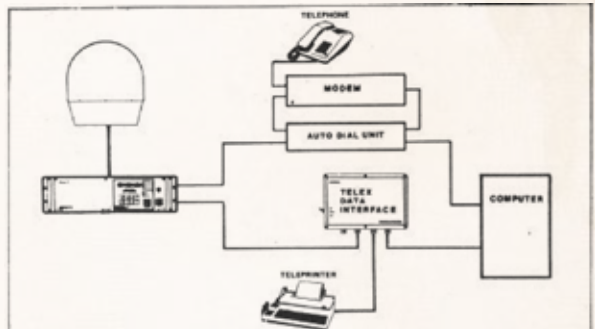 TELEPHONE
MODEM
AUTO DIAL UNIT
TELEX
DATA
INTERFACE
COMPUTER
TELEPRINTER